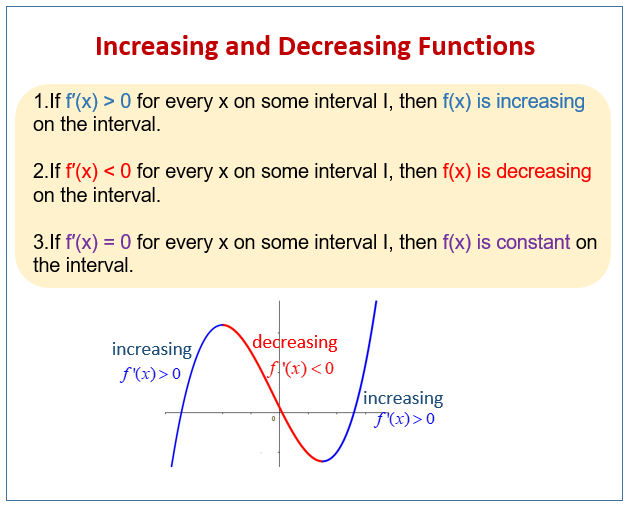 Increasing and Decreasing Functions
1.If f′(x) > 0 for every x on some interval I, then f(x) is increasing
on the interval.
2.If f′(x) < 0 for every x on some interval I, then f(x) is decreasing
on the interval.
3.If f′(x) = 0 for every x on some interval I, then f(x) is constant on
the interval.
decreasing
f '(x) < 0
increasing
f '(x) > 0
increasing
f '(x) > 0
0